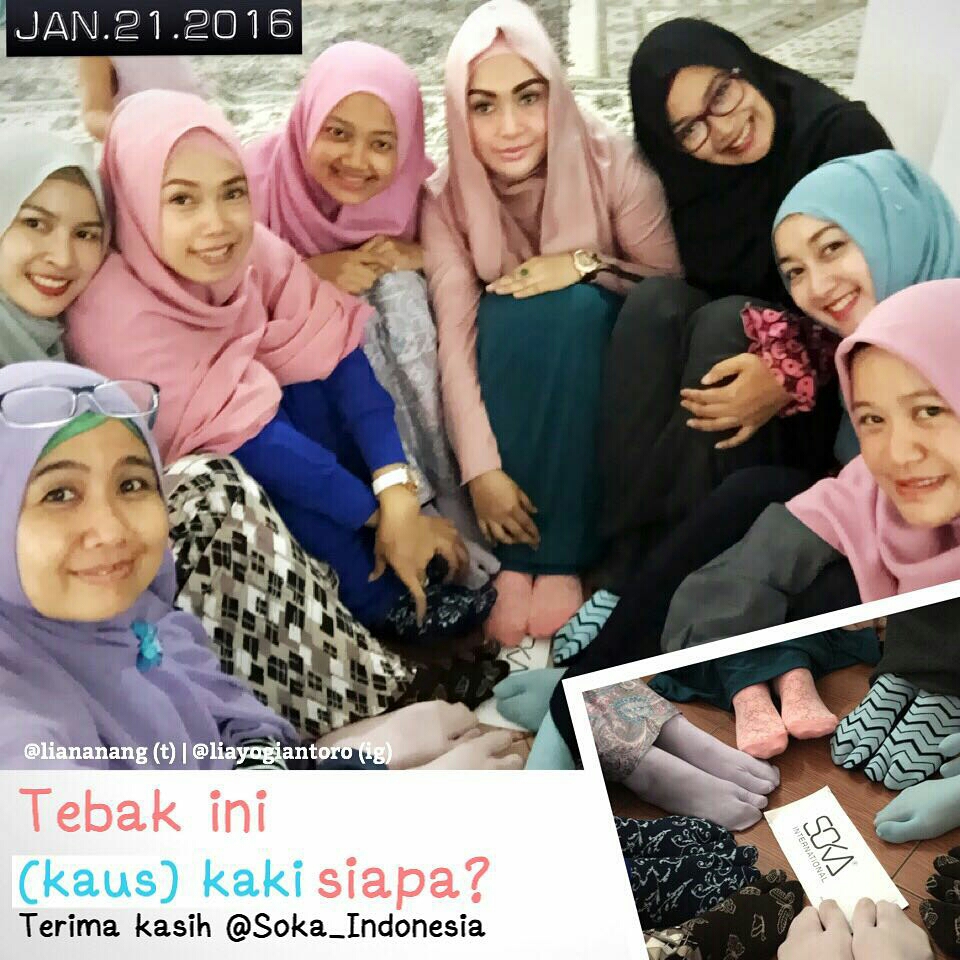 JAN.21.2016
@liananang (t) | @liayogiantoro (ig)
Tebak ini
(kaus) kaki siapa?
Terima kasih @Soka_Indonesia
SOKA®
INTERNATIONAL